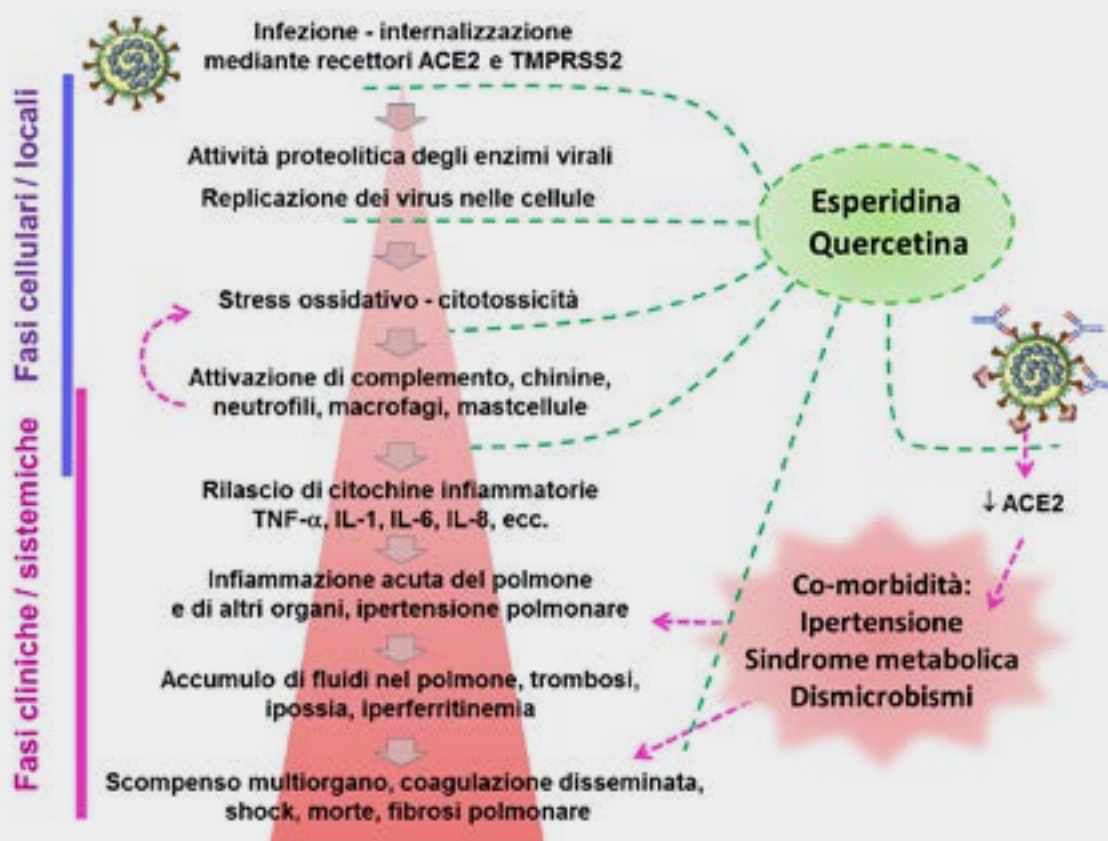 Infezione - internalizzazione
mediante recettori ACE2 e TMPRSS2
Attività proteolitica degli enzimi virali
Replicazione dei virus nelle cellule
Stress ossidativo - citotossicità
Attivazione di complemento, chinine,
neutrofili, macrofagi, mastcellule
Rilascio di citochine infiammatorie
TNF-α, IL-1, IL-6, IL-8, ecc.
Infiammazione acuta del polmone
e di altri organi, ipertensione polmonare
Accumulo di fluidi nel polmone, trombosi,
ipossia, iperferritinemia
Scompenso multiorgano, coagulazione disseminata,
shock, morte, fibrosi polmonare
Fasi cellulari / locali
Fasi cliniche / sistemiche
Esperidina
Quercetina
↓ ACE2
Co-morbidità:
Ipertensione
Sindrome metabolica
Dismicrobismi